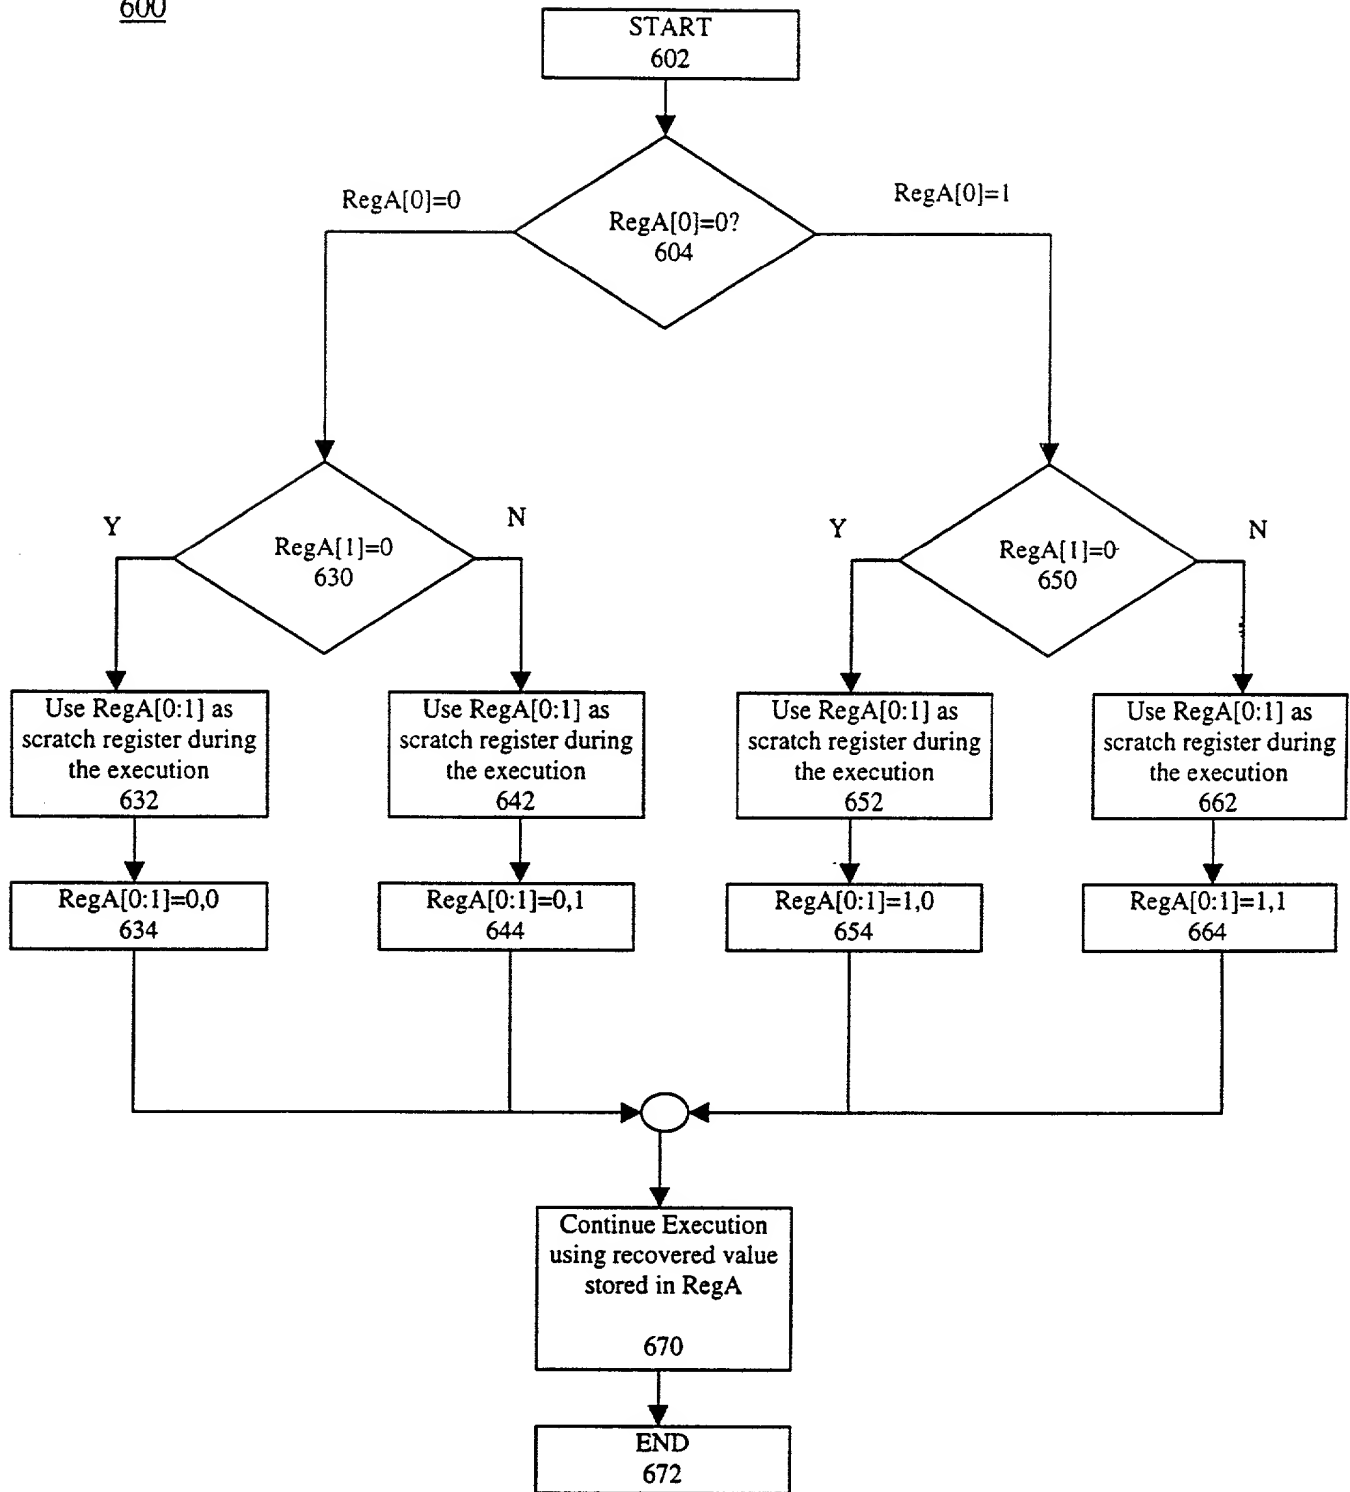 600
START
602
RegA[0]=0
RegA[0]=1
RegA[0]=0?
604
Y
N
RegA[1]=0
630
Y
N
RegA[1]=0
650
Use RegA[0:1] as
scratch register during
the execution
632
Use RegA[0:1] as
scratch register during
the execution
642
Use RegA[0:1] as
scratch register during
the execution
652
Use RegA[0:1] as
scratch register during
the execution
662
RegA[0:1]=0,0
634
RegA[0:1]=0,1
644
RegA[0:1]=1,0
654
RegA[0:1]=1,1
664
Continue Execution
using recovered value
stored in RegA
670
END
672